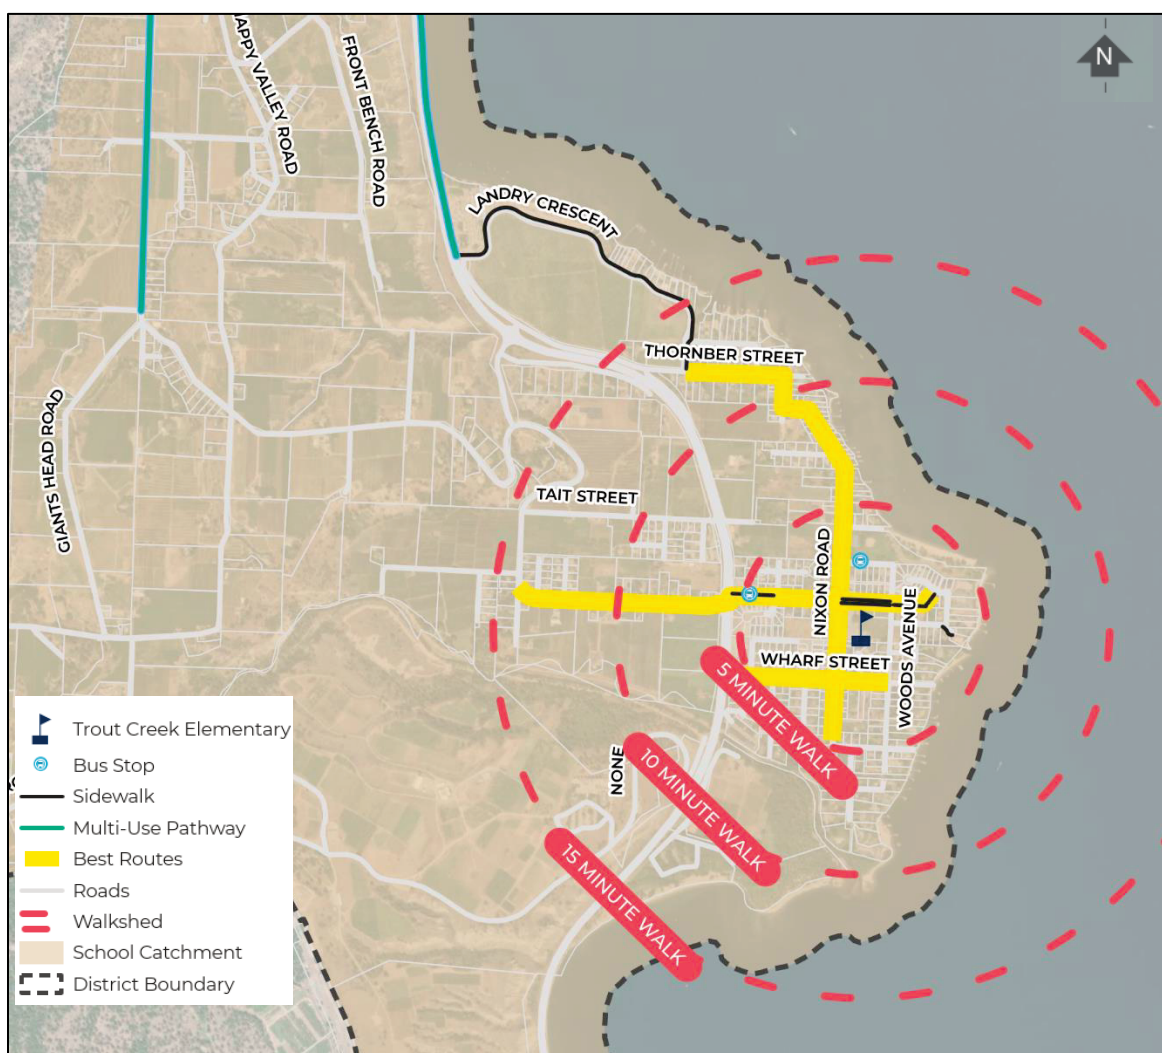 N
HAPPY VALLEY ROAD
FRONT BENCH ROAD
LANDRY CRESCENT
THORNBER STREET
GIANTS HEAD ROAD
TAIT STREET
NIXON ROAD
WOODS AVENUE
WHARF STREET
5 MINUTE WALK
10 MINUTE WALK
NONE
15 MINUTE WALK
Trout Creek Elementary
Bus Stop
Sidewalk
Multi-Use Pathway
Best Routes
Roads
Walkshed
School Catchment
District Boundary